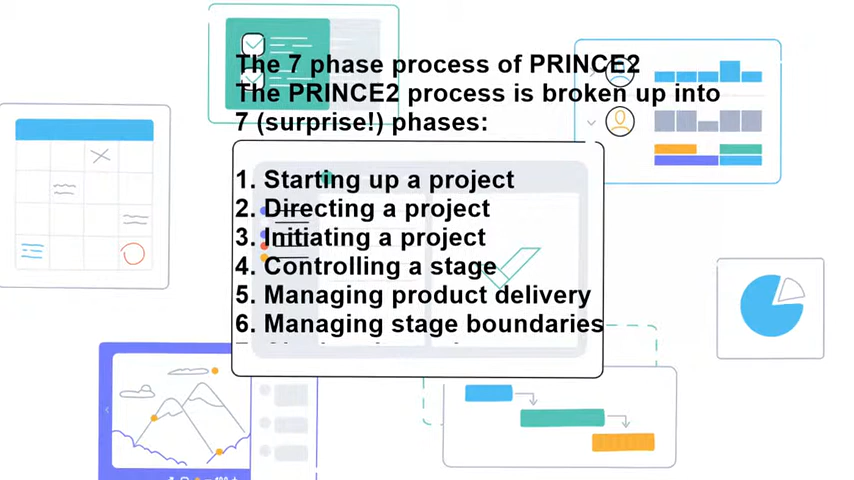 The 7 phase process of PRINCE2
The PRINCE2 process is broken up into
7 (surprise!) phases:
1. Starting up a project
2. Directing a project
3. Initiating a project
4. Controlling a stage
5. Managing product delivery
6. Managing stage boundaries